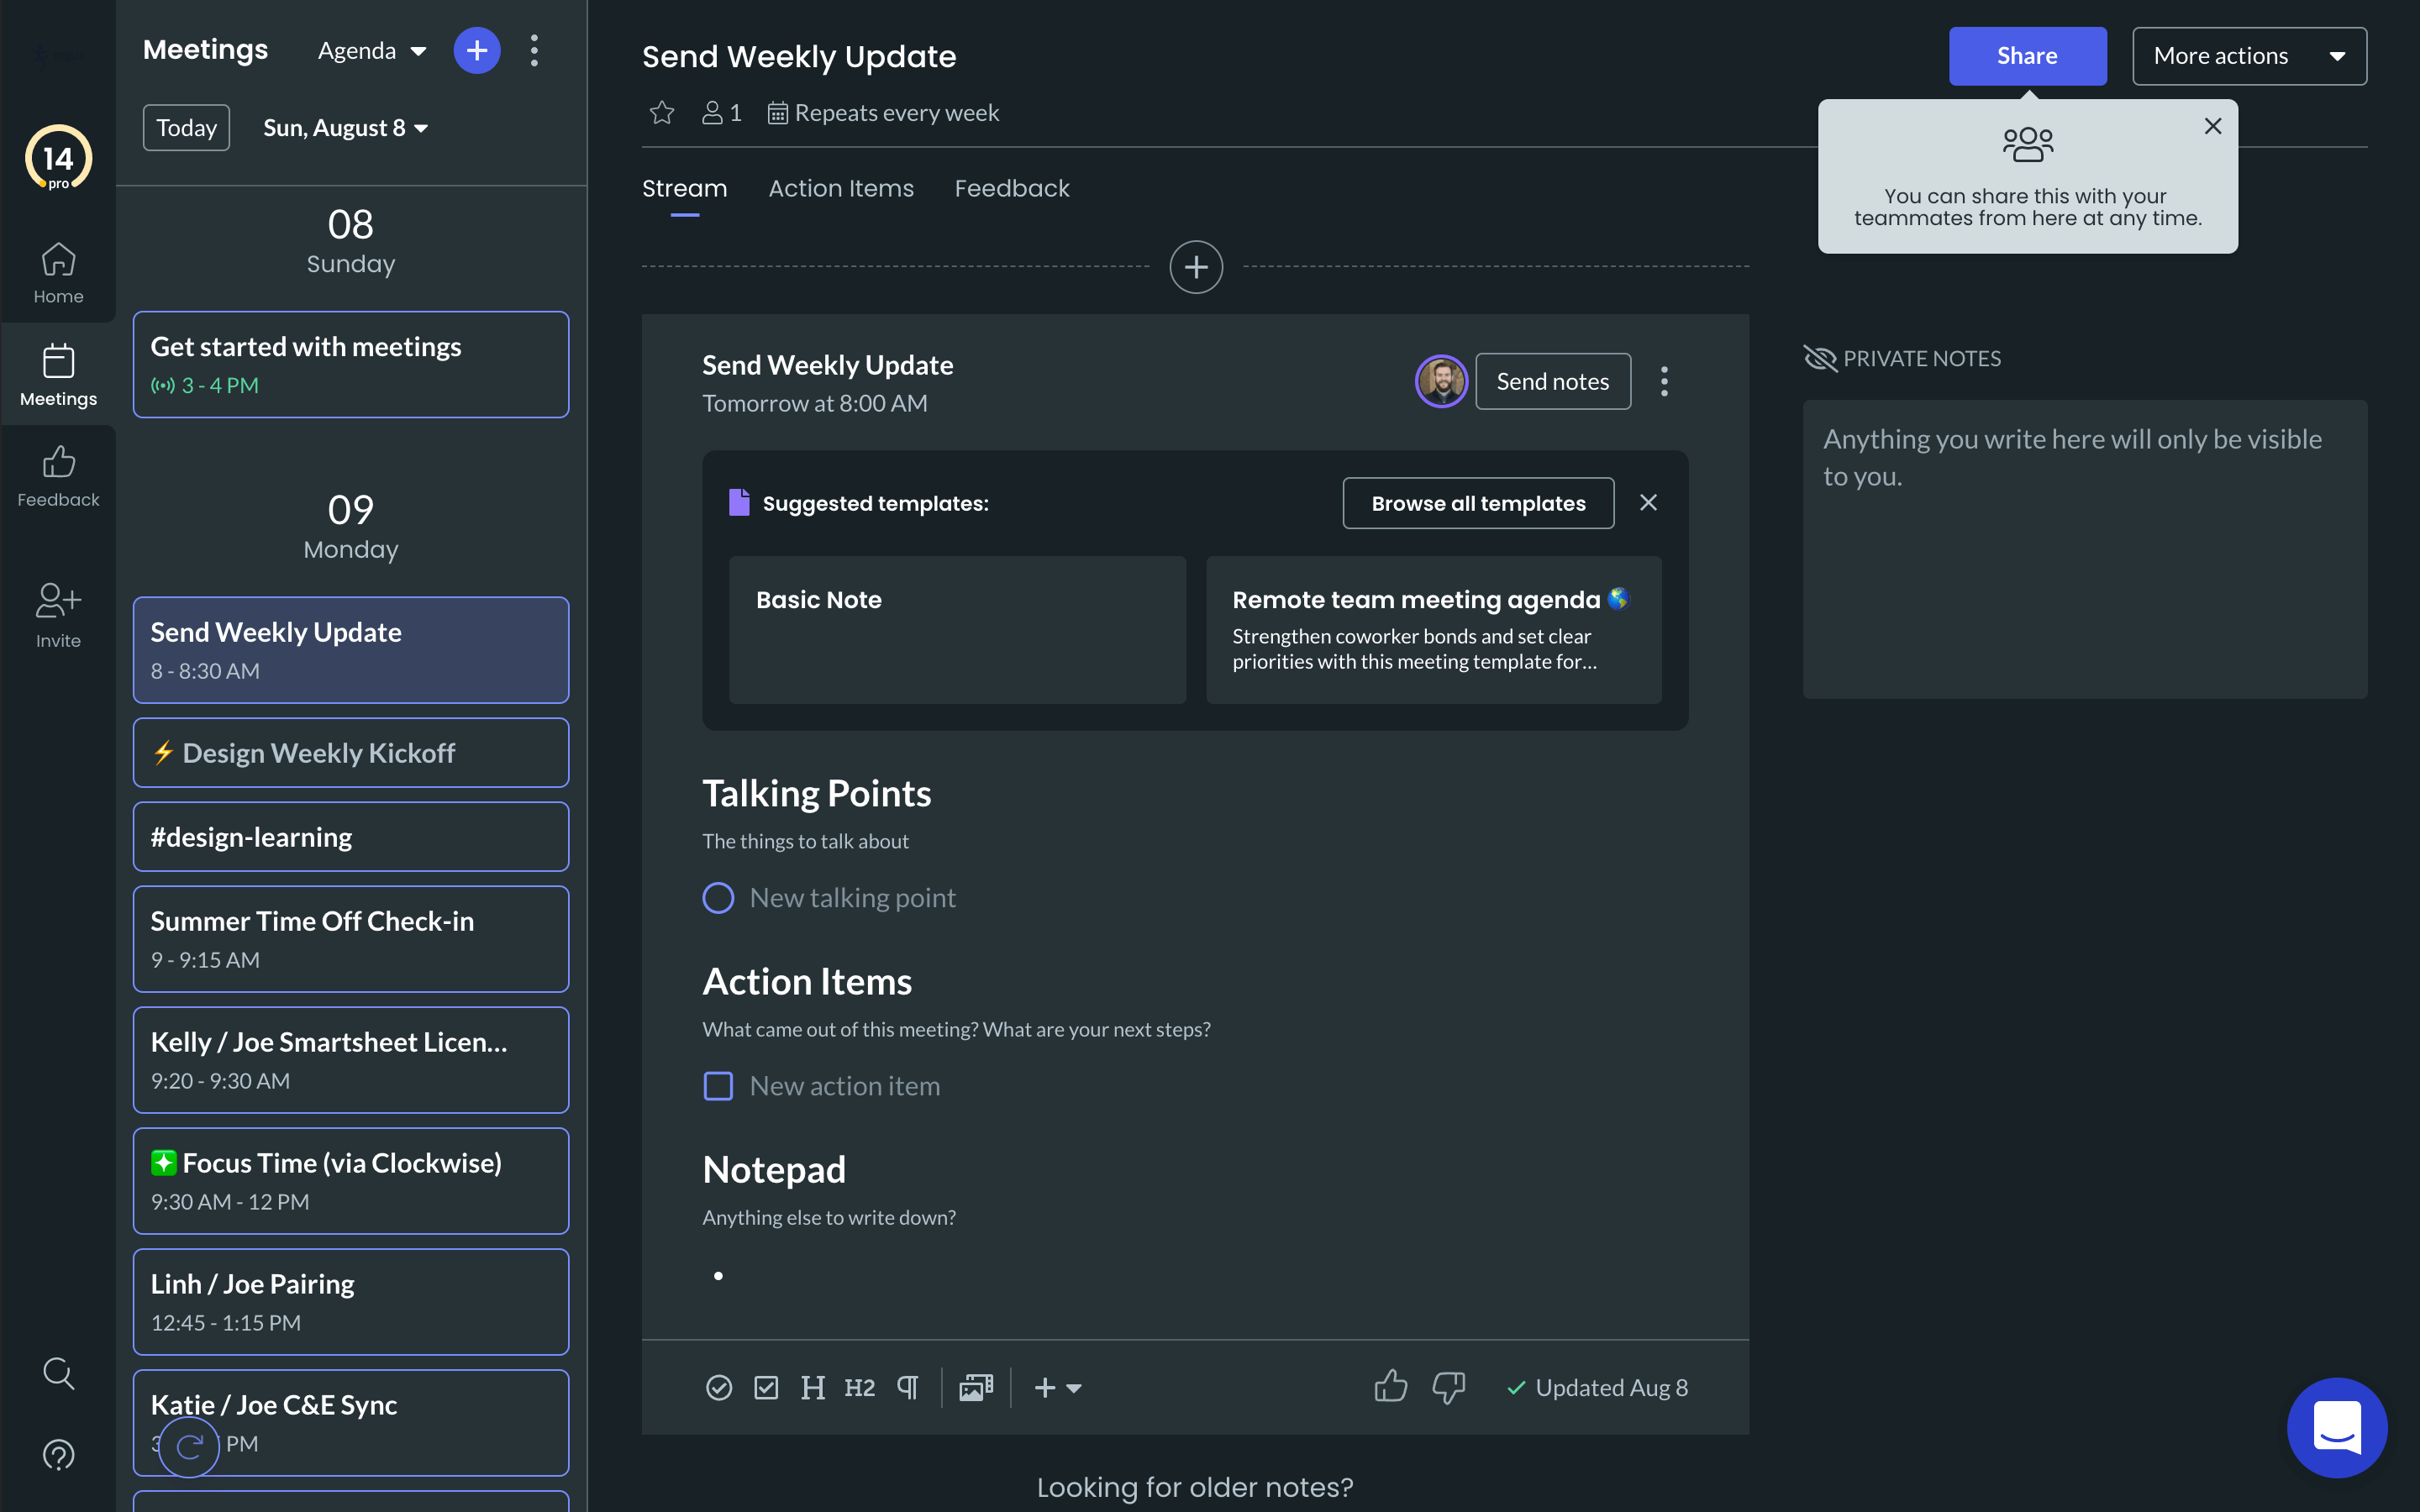 14
pro
Home
Meetings
Feedback
Invite
Meetings
Agenda
Today
Sun, August 8
08
Sunday
Get started with meetings
3 - 4 PM
09
Monday
Send Weekly Update
8 - 8:30 AM
⚡ Design Weekly Kickoff
#design-learning
Summer Time Off Check-in
9 - 9:15 AM
Kelly / Joe Smartsheet Licen...
9:20 - 9:30 AM
Focus Time (via Clockwise)
9:30 AM - 12 PM
Linh / Joe Pairing
12:45 - 1:15 PM
Katie / Joe C&E Sync
PM
Send Weekly Update
1
Repeats every week
Share
More actions
You can share this with your
teammates from here at any time.
Stream
Action Items
Feedback
Send Weekly Update
Tomorrow at 8:00 AM
Send notes
Suggested templates:
Browse all templates
Basic Note
Remote team meeting agenda 🌎
Strengthen coworker bonds and set clear
priorities with this meeting template for...
Talking Points
The things to talk about
New talking point
Action Items
What came out of this meeting? What are your next steps?
New action item
Notepad
Anything else to write down?
•
H
H2
Updated Aug 8
Looking for older notes?
PRIVATE NOTES
Anything you write here will only be visible
to you.